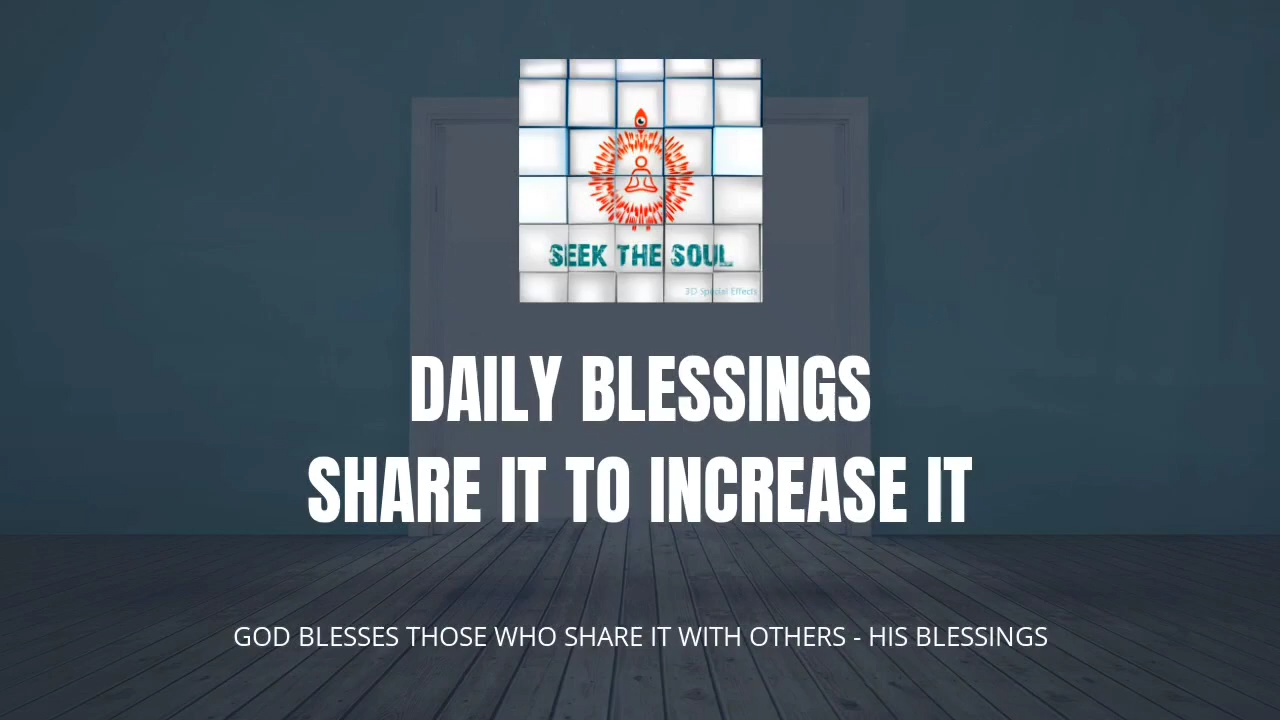 SEEK THE SOUL
3D Special Effects
DAILY BLESSINGS
SHARE IT TO INCREASE IT
GOD BLESSES THOSE WHO SHARE IT WITH OTHERS - HIS BLESSINGS